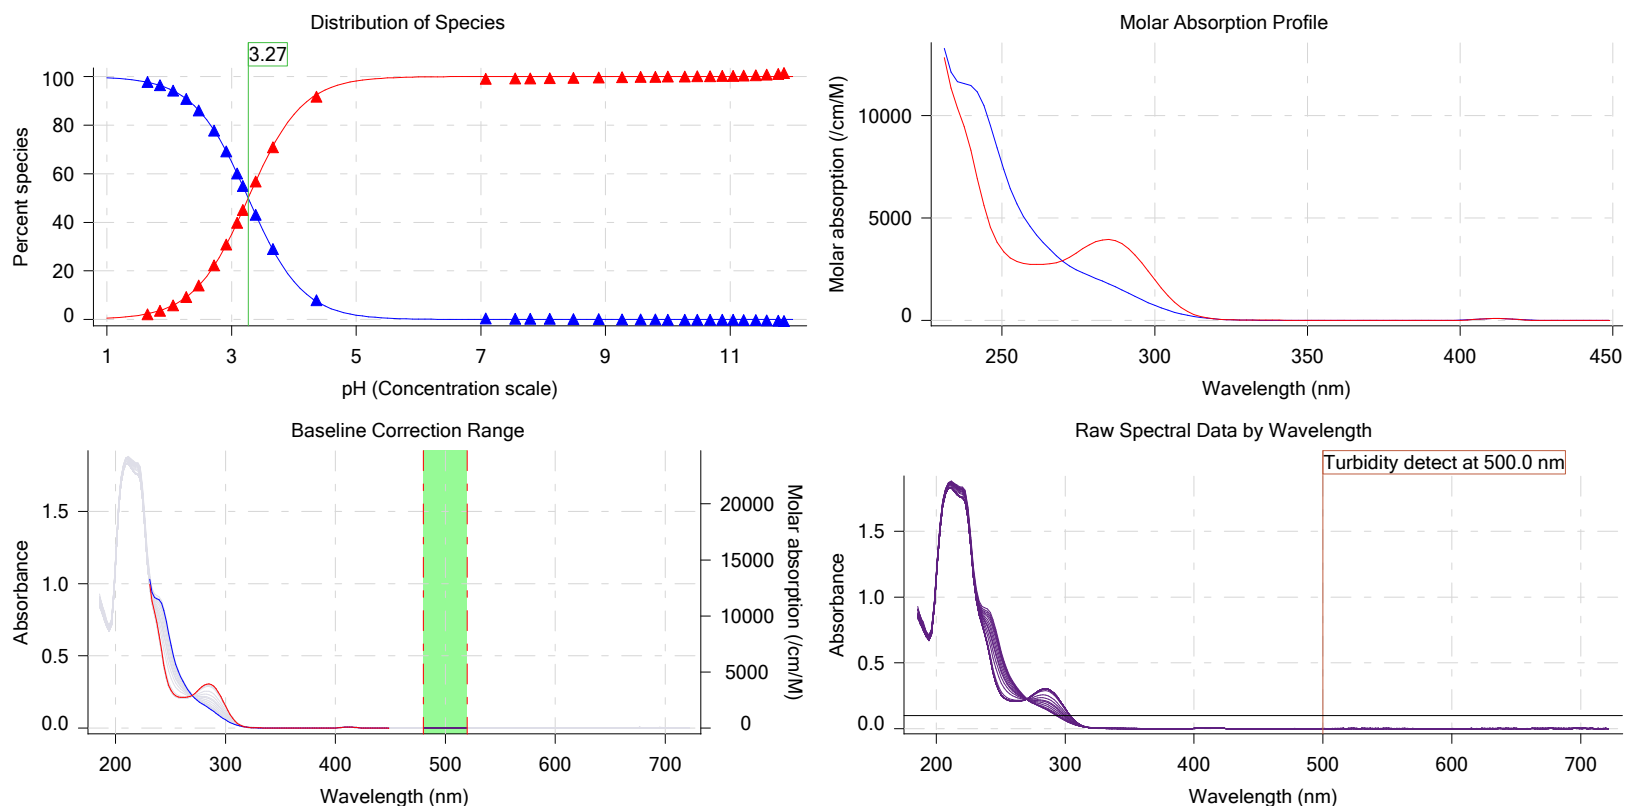 Distribution of Species
3.27
100
80
60
40
20
0
Percent species
1 3 5 7 9 11
pH (Concentration scale)
Molar Absorption Profile
10000
5000
0
Molar absorption (/cm/M)
250 300 350 400 450
Wavelength (nm)
Baseline Correction Range
1.5
1.0
0.5
0.0
Absorbance
20000
15000
10000
5000
0
Molar absorption (/cm/M)
200 300 400 500 600 700
Wavelength (nm)
Raw Spectral Data by Wavelength
Turbidity detect at 500.0 nm
1.5
1.0
0.5
0.0
Absorbance
200 300 400 500 600 700
Wavelength (nm)